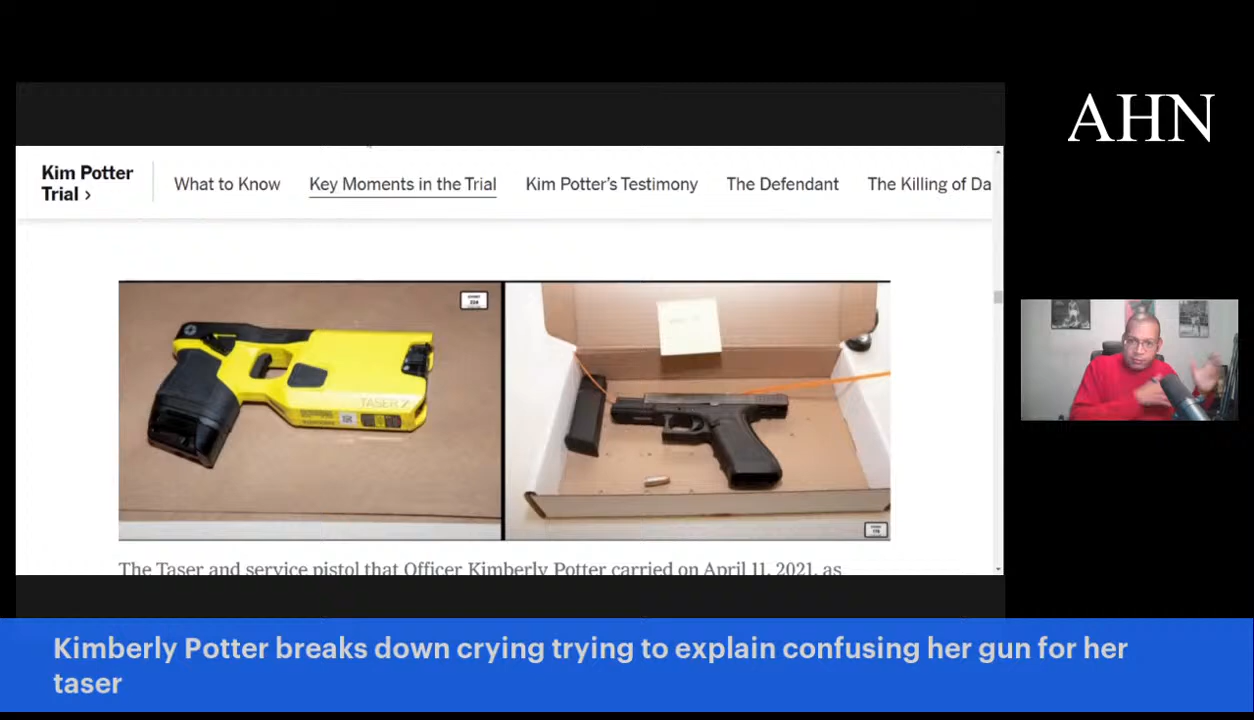 AHN
Kim Potter
Trial ›
What to Know
Key Moments in the Trial
Kim Potter's Testimony
The Defendant
The Killing of Da
TASER 7
The Taser and service pistol that Officer Kimberly Potter carried on April 11, 2021, as
Kimberly Potter breaks down crying trying to explain confusing her gun for her
taser